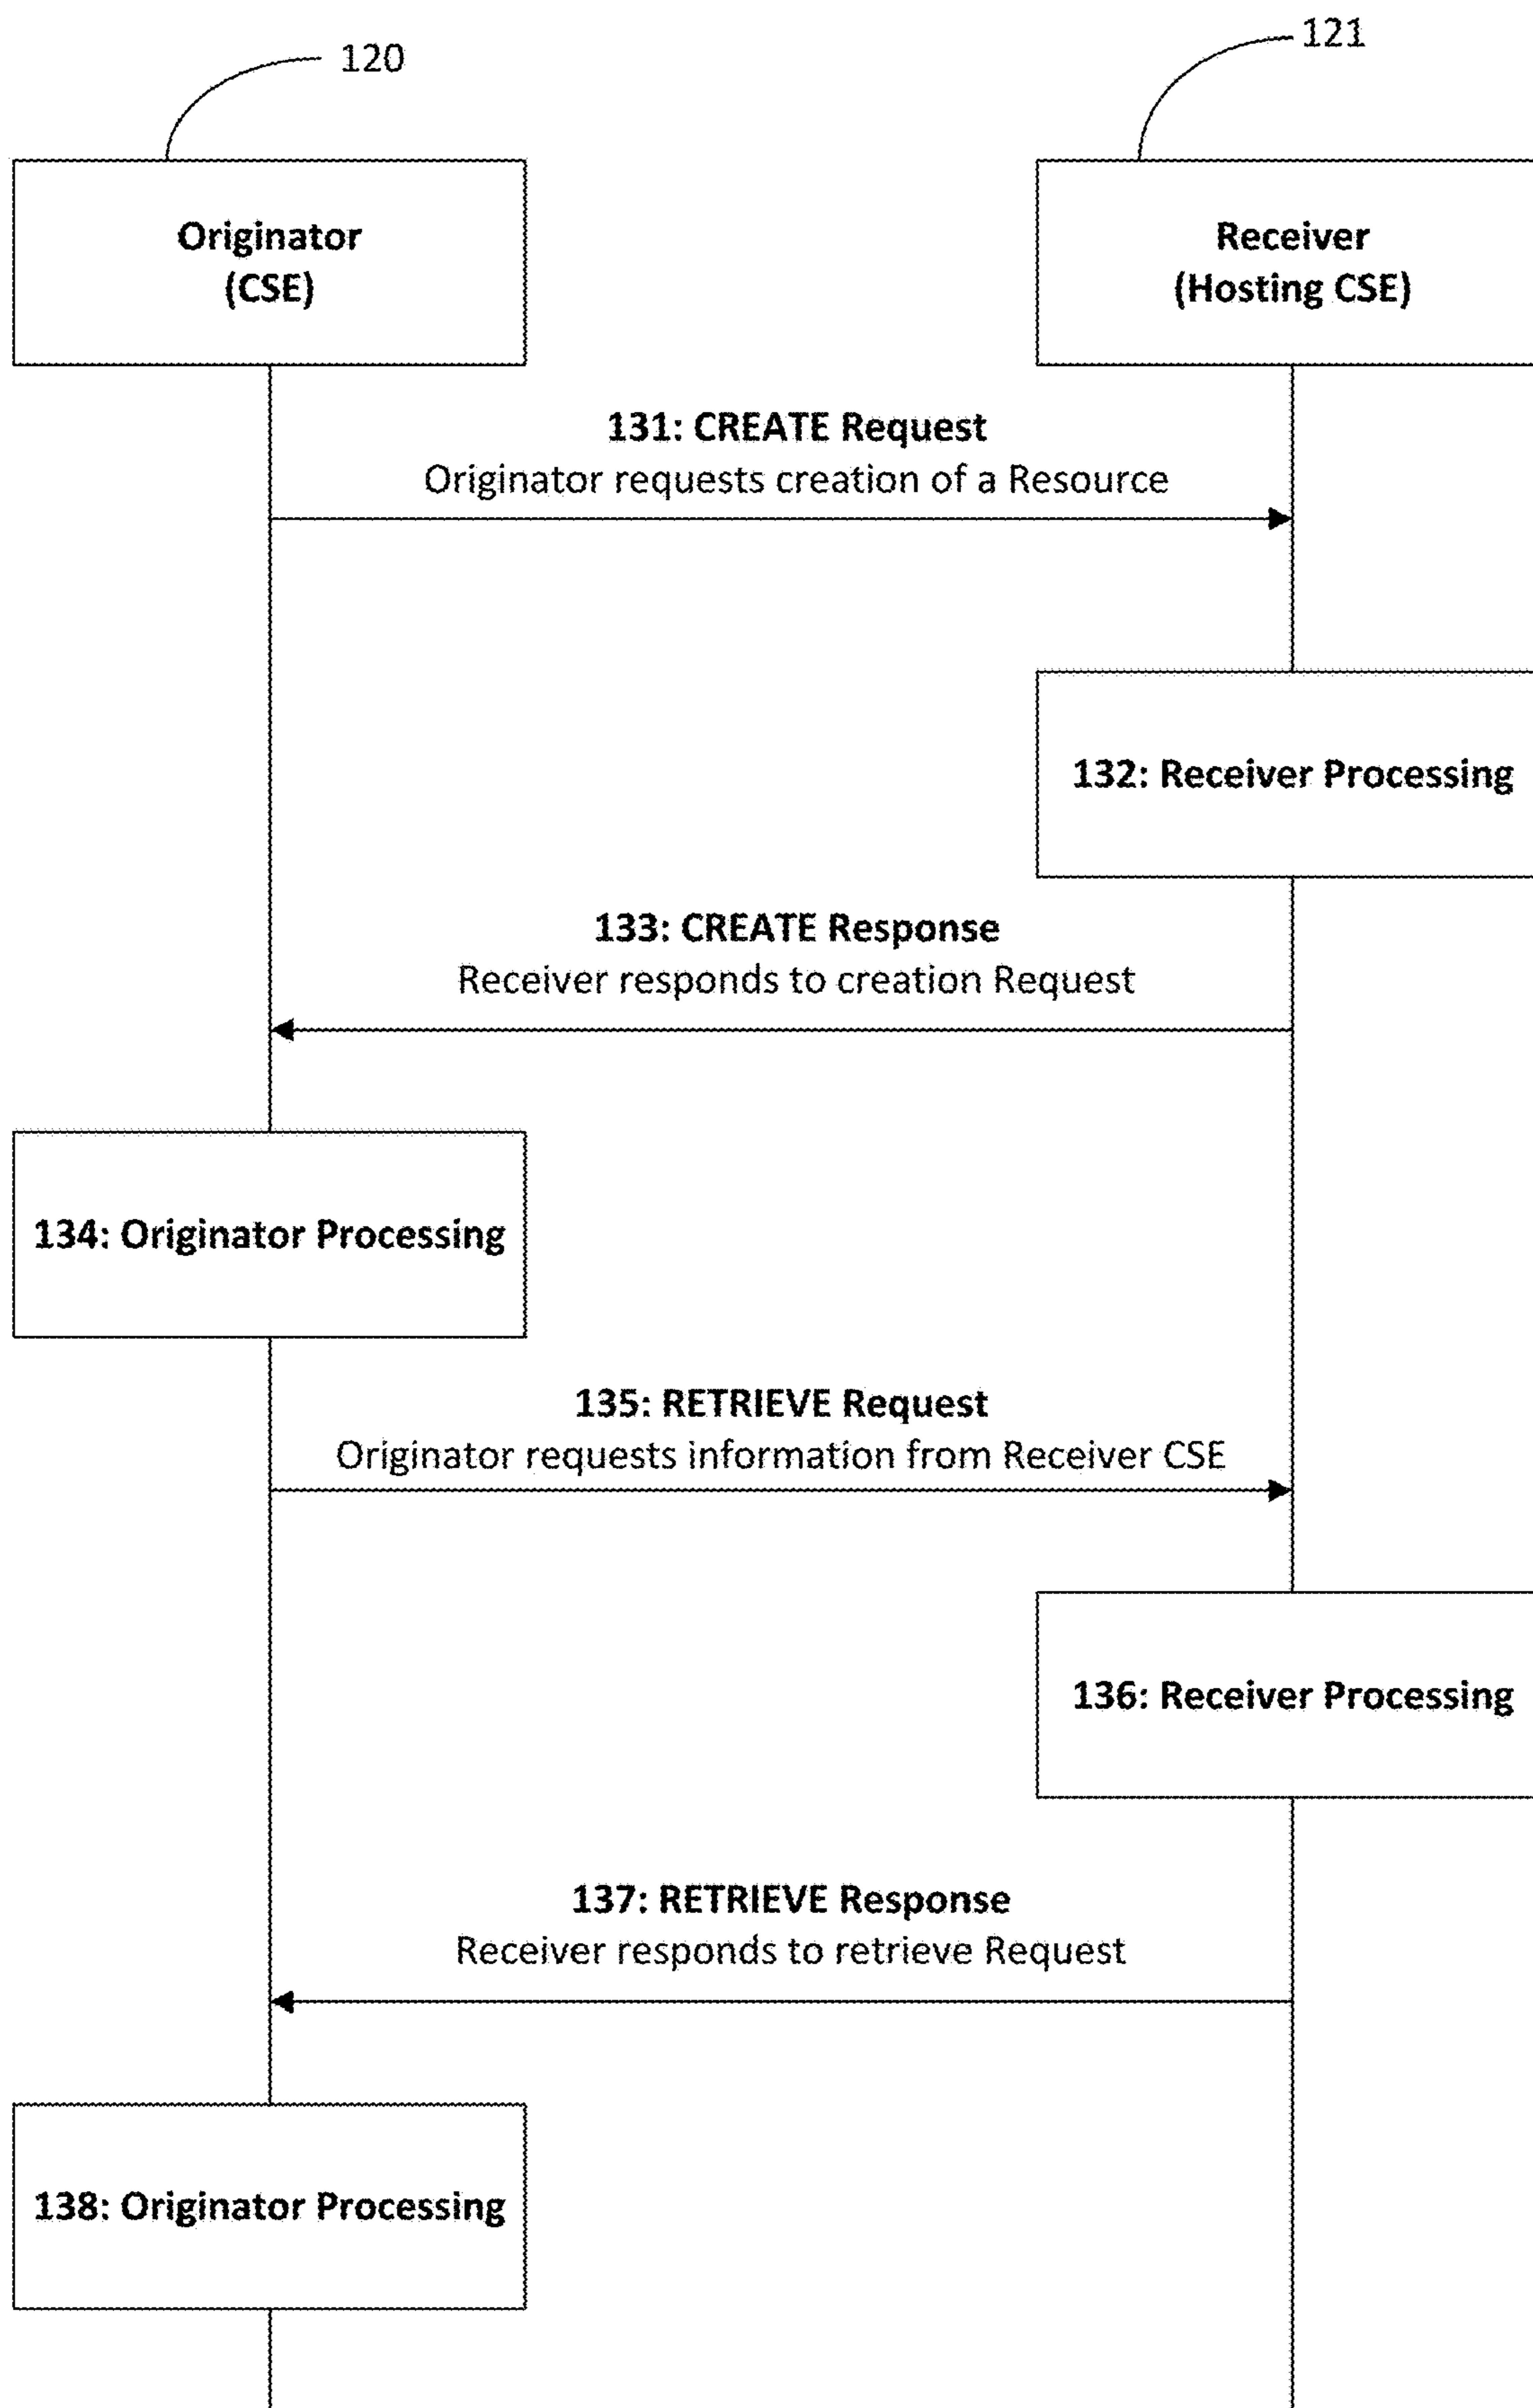 120
121
Originator
(CSE)
Receiver
(Hosting CSE)
131: CREATE Request
Originator requests creation of a Resource
132: Receiver Processing
133: CREATE Response
Receiver responds to creation Request
134: Originator Processing
135: RETRIEVE Request
Originator requests information from Receiver CSE
136: Receiver Processing
137: RETRIEVE Response
Receiver responds to retrieve Request
138: Originator Processing